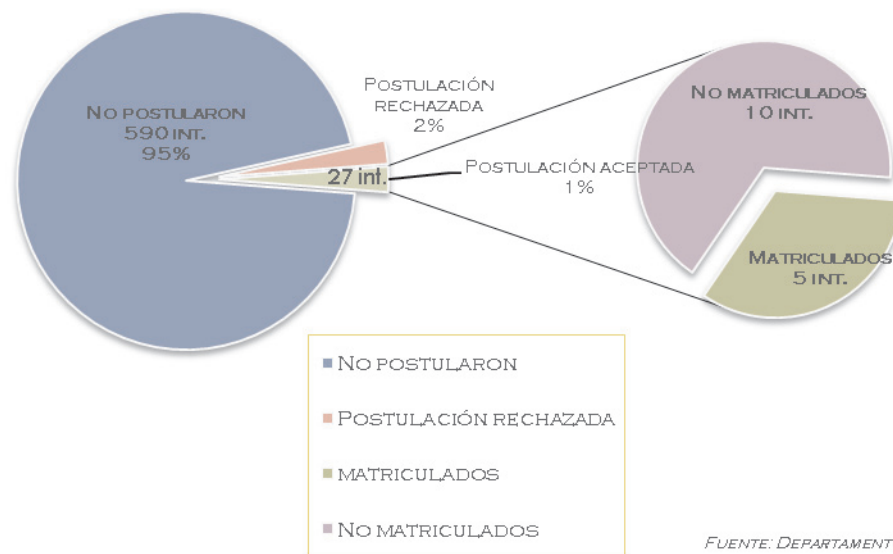 No postularon
590 int.
95%
Postulación
rechazada
2%
27 int.
Postulación aceptada
1%
No matriculados
10 int.
Matriculados
5 int.
No postularon
Postulación rechazada
matriculados
No matriculados
Fuente: Departament